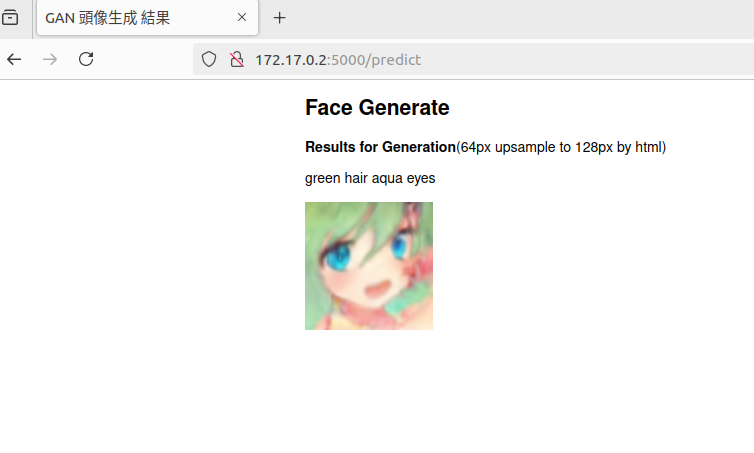 GAN 頭像生成 結果
172.17.0.2:5000/predict
Face Generate
Results for Generation(64px upsample to 128px by html)
green hair aqua eyes